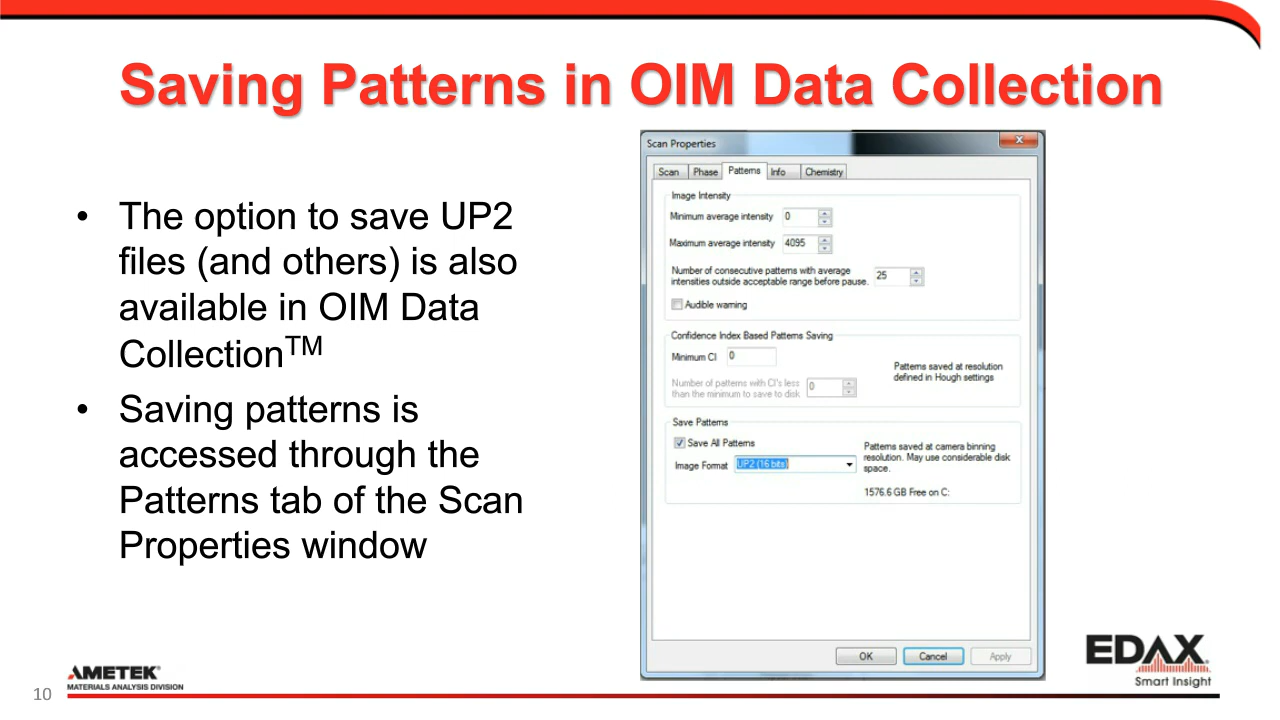 Saving Patterns in OIM Data Collection
• The option to save UP2
files (and others) is also
available in OIM Data
Collection™
• Saving patterns is
accessed through the
Patterns tab of the Scan
Properties window
Scan Properties
Scan Phase Patterns Info Chemistry
Image Intensity
Minimum average intensity 0
Maximum average intensity 4095
Number of consecutive patterns with average
intensities outside acceptable range before pause. 25
Audible warning
Confidence Index Based Patterns Saving
Minimum CI 0
Patterns saved at resolution
defined in Hough settings
Number of patterns with CI's less
than the minimum to save to disk 0
Save Patterns
Save All Patterns
Image Format UP2 (16 bits)
Patterns saved at camera binning
resolution. May use considerable disk
space.
1576.6 GB Free on C:
OK Cancel Apply
AMETEK®
MATERIALS ANALYSIS DIVISION
10
EDAX
Smart Insight